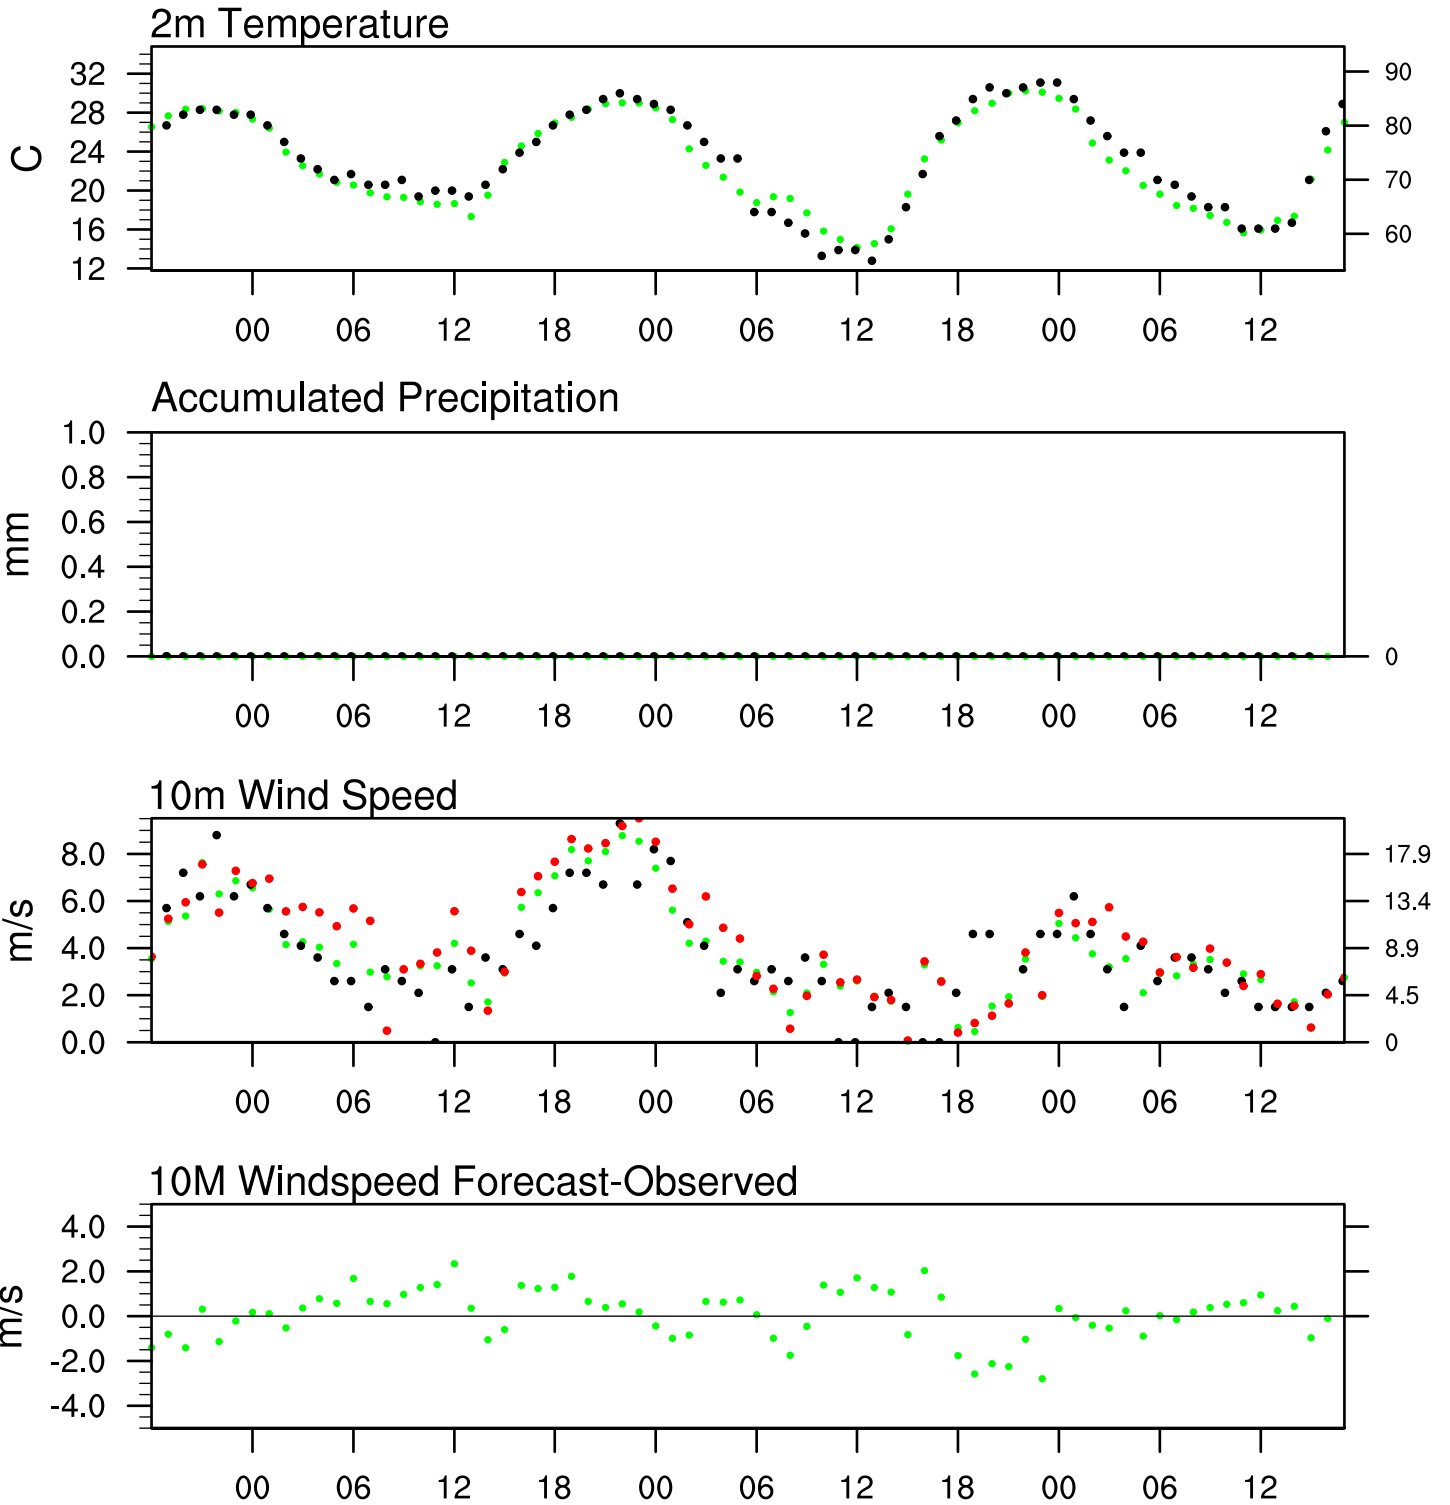 2m Temperature
32
28
24
20
16
12
C
90
80
70
60
00 06 12 18 00 06 12 18 00 06 12
Accumulated Precipitation
1.0
0.8
0.6
0.4
0.2
0.0
mm
0
00 06 12 18 00 06 12 18 00 06 12
10m Wind Speed
8.0
6.0
4.0
2.0
0.0
m/s
17.9
13.4
8.9
4.5
0
00 06 12 18 00 06 12 18 00 06 12
10M Windspeed Forecast-Observed
4.0
2.0
0.0
-2.0
-4.0
m/s
00 06 12 18 00 06 12 18 00 06 12